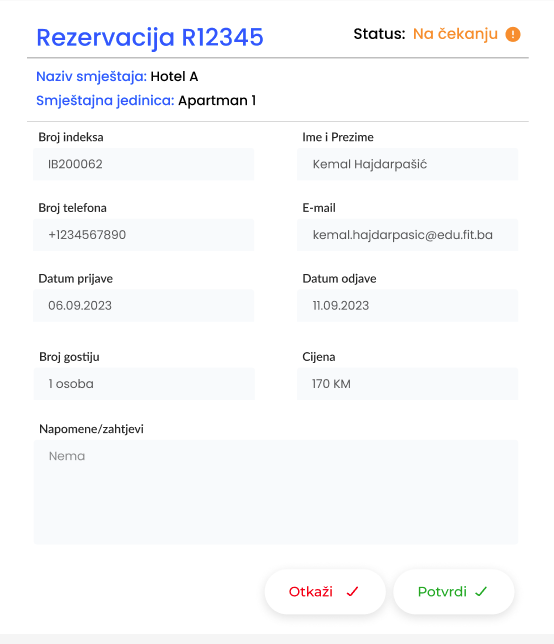 Rezervacija R12345
Status: Na čekanju
Naziv smještaja: Hotel A
Smještajna jedinica: Apartman 1
Broj indeksa
Ime i Prezime
IB200062
Kemal Hajdarpašić
Broj telefona
E-mail
+1234567890
kemal.hajdarpasic@edu.fit.ba
Datum prijave
Datum odjave
06.09.2023
11.09.2023
Broj gostiju
Cijena
1 osoba
170 KM
Napomene/zahtjevi
Nema
Otkaži
Potvrdi